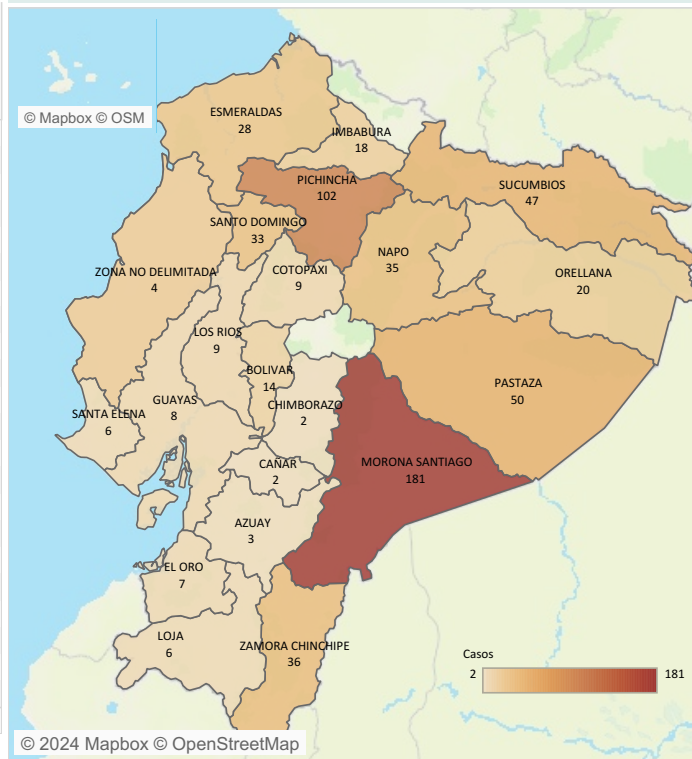 © Mapbox © OSM
ESMERALDAS
28
IMBABURA
18
PICHINCHA
102
SUCUMBIOS
47
SANTO DOMINGO
33
NAPO
35
ZONA NO DELIMITADA
4
COTOPAXI
9
ORELLANA
20
LOS RIOS
9
BOLIVAR
14
PASTAZA
50
GUAYAS
8
SANTA ELENA
6
CHIMBORAZO
2
CAÑAR
2
MORONA SANTIAGO
181
AZUAY
3
EL ORO
7
LOJA
6
ZAMORA CHINCHIPE
36
Casos
2 181
© 2024 Mapbox © OpenStreetMap